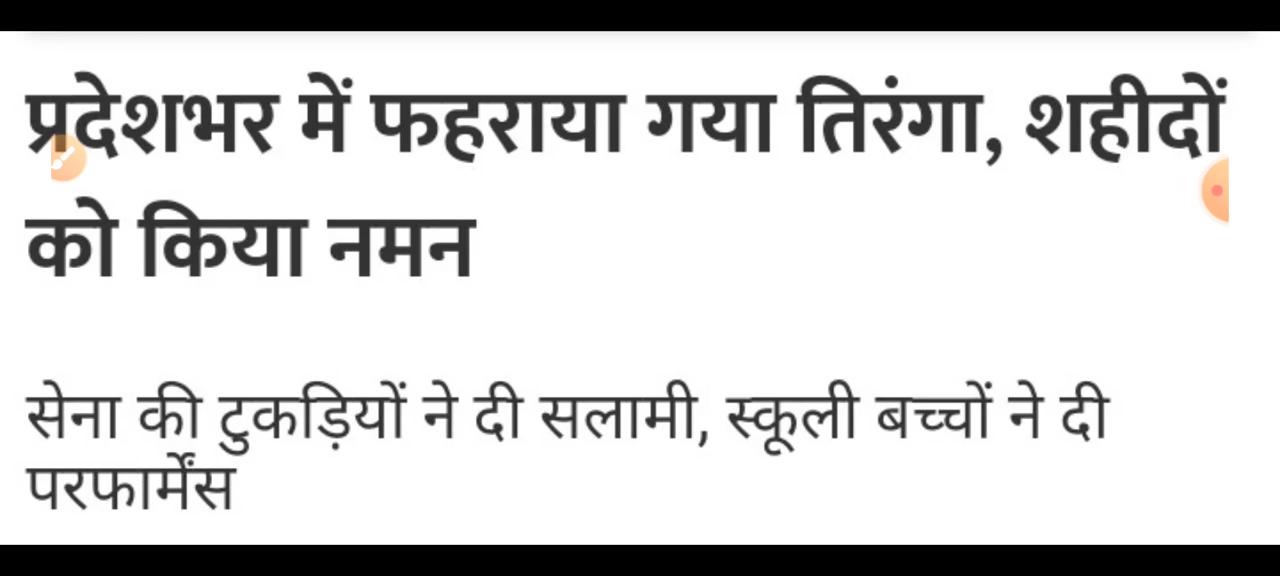 प्रदेशभर में फहराया गया तिरंगा, शहीदों
को किया नमन
सेना की टुकड़ियों ने दी सलामी, स्कूली बच्चों ने दी
परफार्मेंस